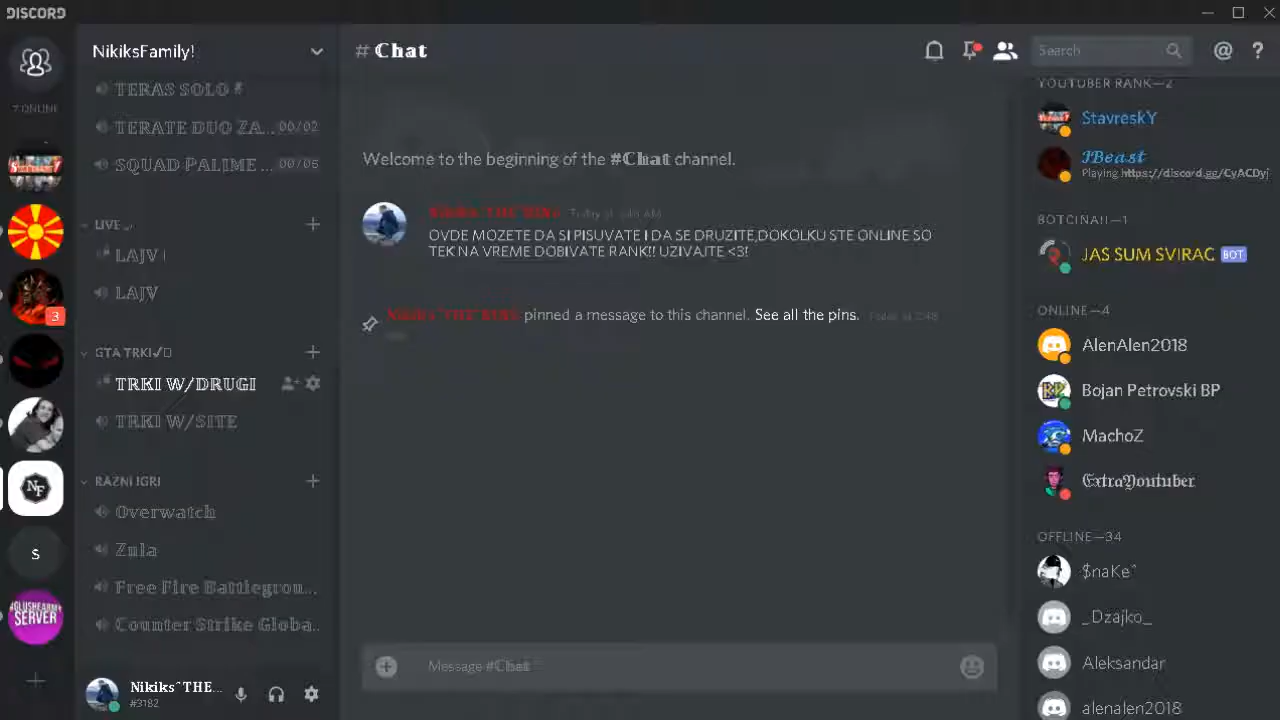 DISCORD
7 ONLINE
3
NF
S
SERVER
NikiksFamily!
TERAS SOLO
TERATE DUO ZA... 00/02
SQUAD PALIME ... 00/05
LIVE
LAJV
LAJV
GTA TRKI
TRKI W/DRUGI
TRKI W/SITE
RAZNI IGRI
Overwatch
Zula
Free Fire Battlegrou...
Counter Strike Globa...
Nikiks~THE...
#3182
# Chat
Search
Welcome to the beginning of the #Chat channel.
OVDE MOZETE DA SI PISUVATE I DA SE DRUZITE,DOKOLKU STE ONLINE SO
TEK NA VREME DOBIVATE RANK!! UZIVAJTE <3!
pinned a message to this channel. See all the pins.
Message #Chat
YOUTUBER RANK—2
StavreskY
JBeast
Playing https://discord.gg/CyACDyj
BOTCINA!!—1
JAS SUM SVIRAC BOT
ONLINE—4
AlenAlen2018
Bojan Petrovski BP
MachoZ
ExtraYoutuber
OFFLINE—34
$naKe~
_Dzajko_
Aleksandar
alenalen2018